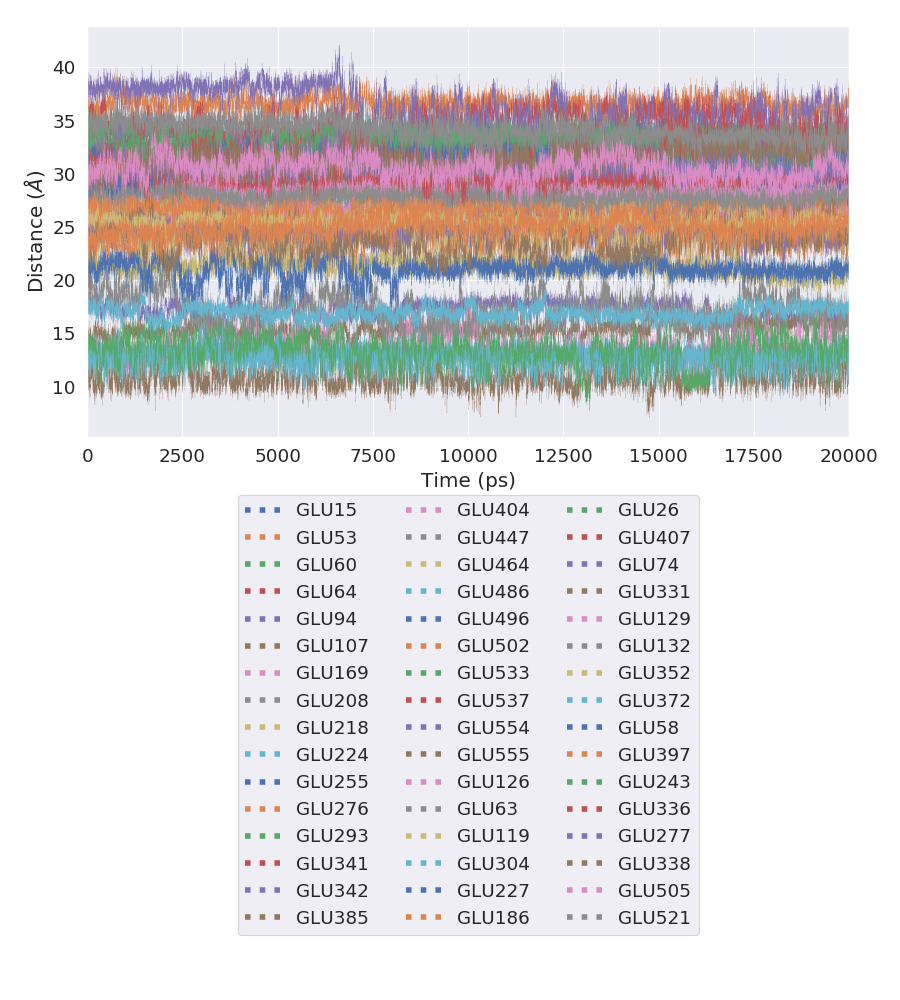 40
35
30
25
20
15
10
Distance (Å)
0 2500 5000 7500 10000 12500 15000 17500 20000
Time (ps)
GLU15 GLU404 GLU26
GLU53 GLU447 GLU407
GLU60 GLU464 GLU74
GLU64 GLU486 GLU331
GLU94 GLU496 GLU129
GLU107 GLU502 GLU132
GLU169 GLU533 GLU352
GLU208 GLU537 GLU372
GLU218 GLU554 GLU58
GLU224 GLU555 GLU397
GLU255 GLU126 GLU243
GLU276 GLU63 GLU336
GLU293 GLU119 GLU277
GLU341 GLU304 GLU338
GLU342 GLU227 GLU505
GLU385 GLU186 GLU521